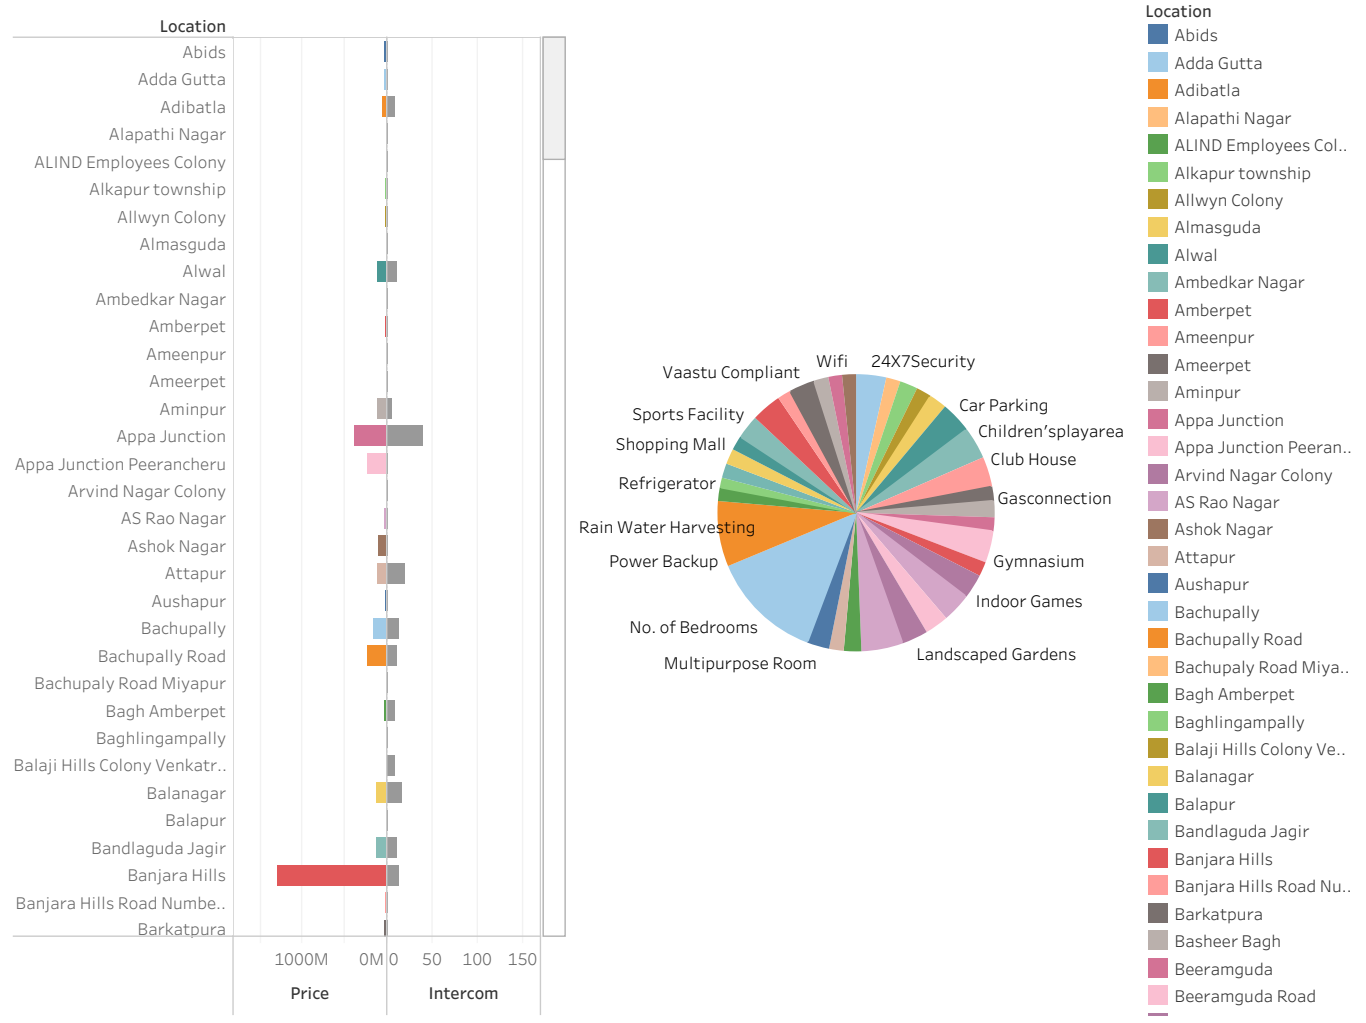 Location
Abids
Adda Gutta
Adibatla
Alapathi Nagar
ALIND Employees Colony
Alkapur township
Allwyn Colony
Almasguda
Alwal
Ambedkar Nagar
Amberpet
Ameenpur
Ameerpet
Aminpur
Appa Junction
Appa Junction Peerancheru
Arvind Nagar Colony
AS Rao Nagar
Ashok Nagar
Attapur
Aushapur
Bachupally
Bachupally Road
Bachupaly Road Miyapur
Bagh Amberpet
Baghlingampally
Balaji Hills Colony Venkatr..
Balanagar
Balapur
Bandlaguda Jagir
Banjara Hills
Banjara Hills Road Numbe..
Barkatpura
1000M 0M 0 50 100 150
Price Intercom
Wifi 24X7Security
Vaastu Compliant
Car Parking
Sports Facility
Children'splayarea
Shopping Mall
Club House
Refrigerator
Gasconnection
Rain Water Harvesting
Power Backup
Gymnasium
Indoor Games
No. of Bedrooms
Landscaped Gardens
Multipurpose Room
Location
Abids
Adda Gutta
Adibatla
Alapathi Nagar
ALIND Employees Col..
Alkapur township
Allwyn Colony
Almasguda
Alwal
Ambedkar Nagar
Amberpet
Ameenpur
Ameerpet
Aminpur
Appa Junction
Appa Junction Peeran..
Arvind Nagar Colony
AS Rao Nagar
Ashok Nagar
Attapur
Aushapur
Bachupally
Bachupally Road
Bachupaly Road Miya..
Bagh Amberpet
Baghlingampally
Balaji Hills Colony Ve..
Balanagar
Balapur
Bandlaguda Jagir
Banjara Hills
Banjara Hills Road Nu..
Barkatpura
Basheer Bagh
Beeramguda
Beeramguda Road